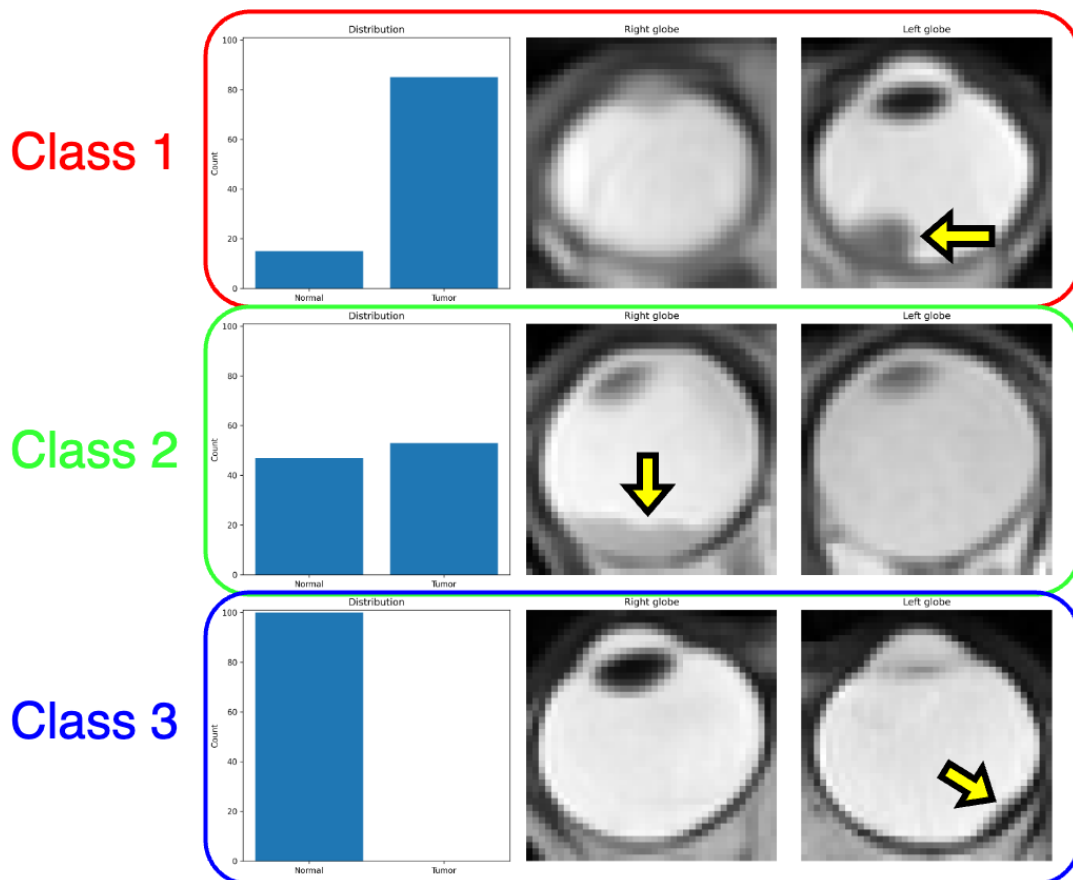 Class 1
Distribution
Right globe
Left globe
100
80
60
40
20
0
Count
Normal
Tumor
Class 2
Distribution
Right globe
Left globe
100
80
60
40
20
0
Count
Normal
Tumor
Class 3
Distribution
Right globe
Left globe
100
80
60
40
20
0
Count
Normal
Tumor